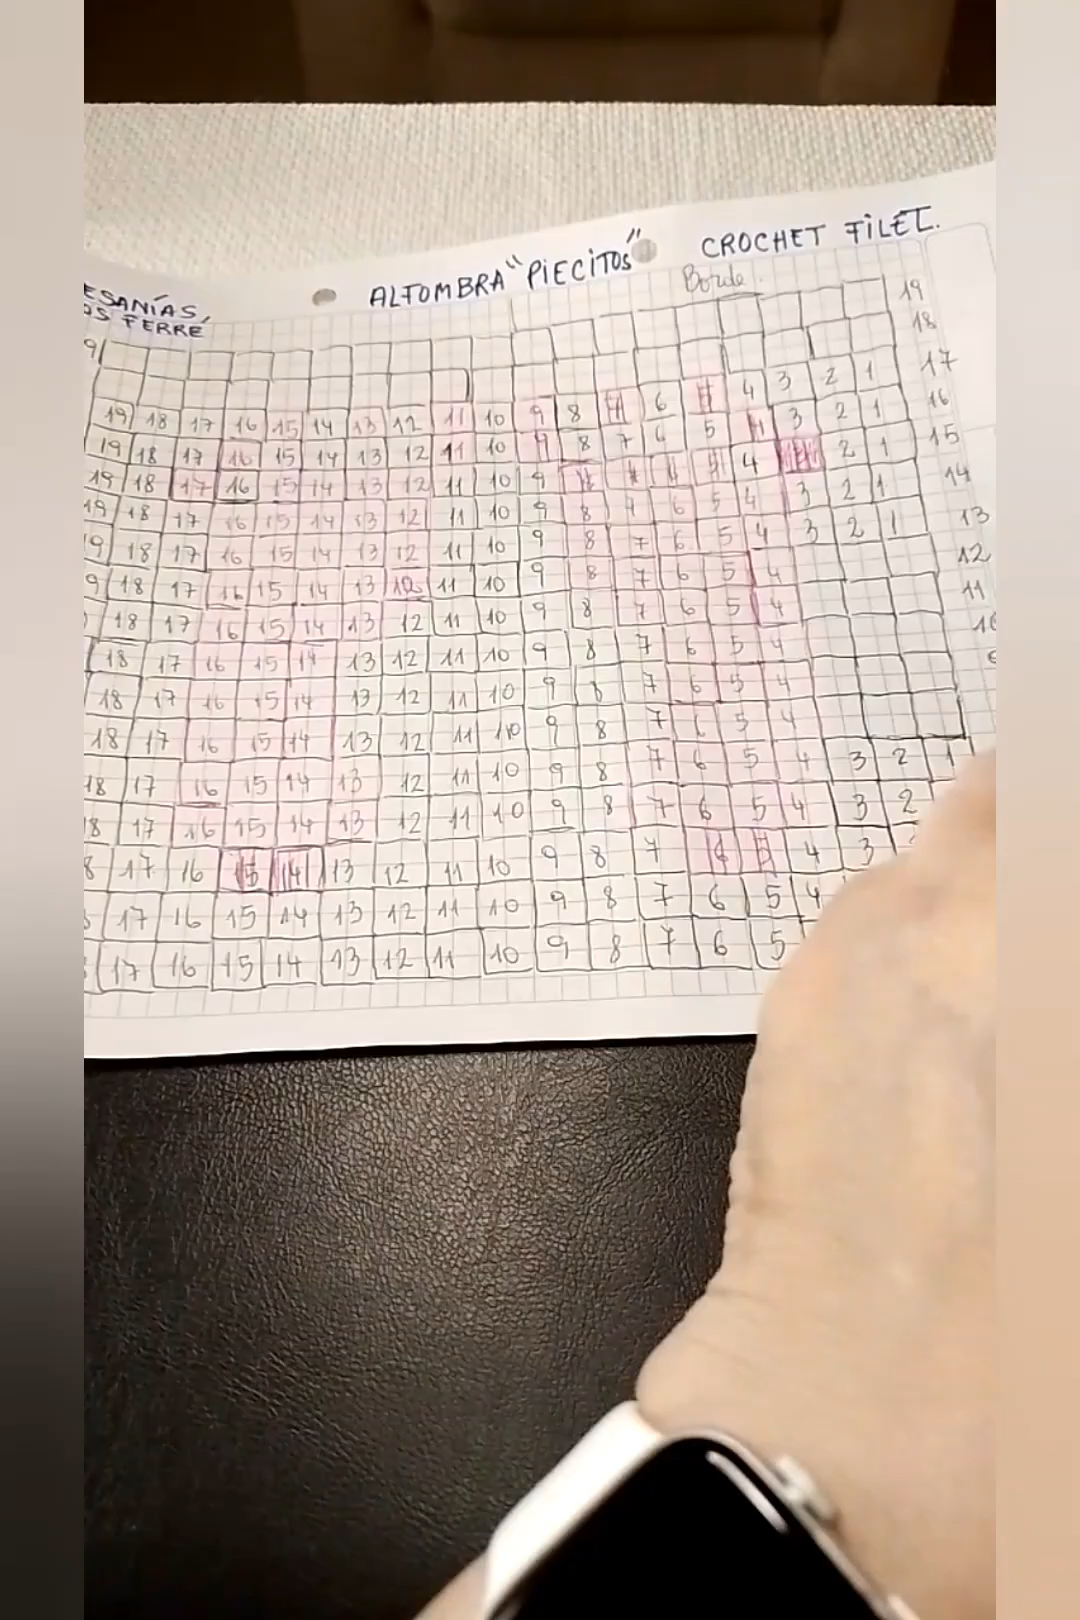 ESANÍAS,
OS FERRE
ALFOMBRA "PIECITOS" CROCHET FILET.
Borde.
19
18
19 18 17 16 15 14 13 12 11 10 9 8 7 6 5 4 3 2 1 17
19 18 17 16 15 14 13 12 11 10 9 8 7 6 5 4 3 2 1 16
19 18 17 16 15 14 13 12 11 10 9 4 2 1 15
19 18 17 16 15 14 13 12 11 10 9 8 7 6 5 4 3 2 1 14
9 18 17 16 15 14 13 12 11 10 9 8 7 6 5 4 3 2 1 13
9 18 17 16 15 14 13 12 11 10 9 8 7 6 5 4 12
18 17 16 15 14 13 12 11 10 9 8 7 6 5 4 11
18 17 16 15 14 13 12 11 10 9 8 7 6 5 4
18 17 16 15 14 13 12 11 10 9 8 7 6 5 4
18 17 16 15 14 13 12 11 10 9 8 7 6 5 4
18 17 16 15 14 13 12 11 10 9 8 7 6 5 4 3 2 1
8 17 16 15 14 13 12 11 10 9 8 7 6 5 4 3 2
8 17 16 15 14 13 12 11 10 9 8 7 6 5 4 3
17 16 15 14 13 12 11 10 9 8 7 6 5 4
17 16 15 14 13 12 11 10 9 8 7 6 5